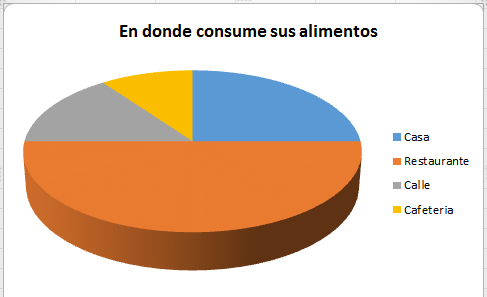 En donde consume sus alimentos
Casa
Restaurante
Calle
Cafeteria